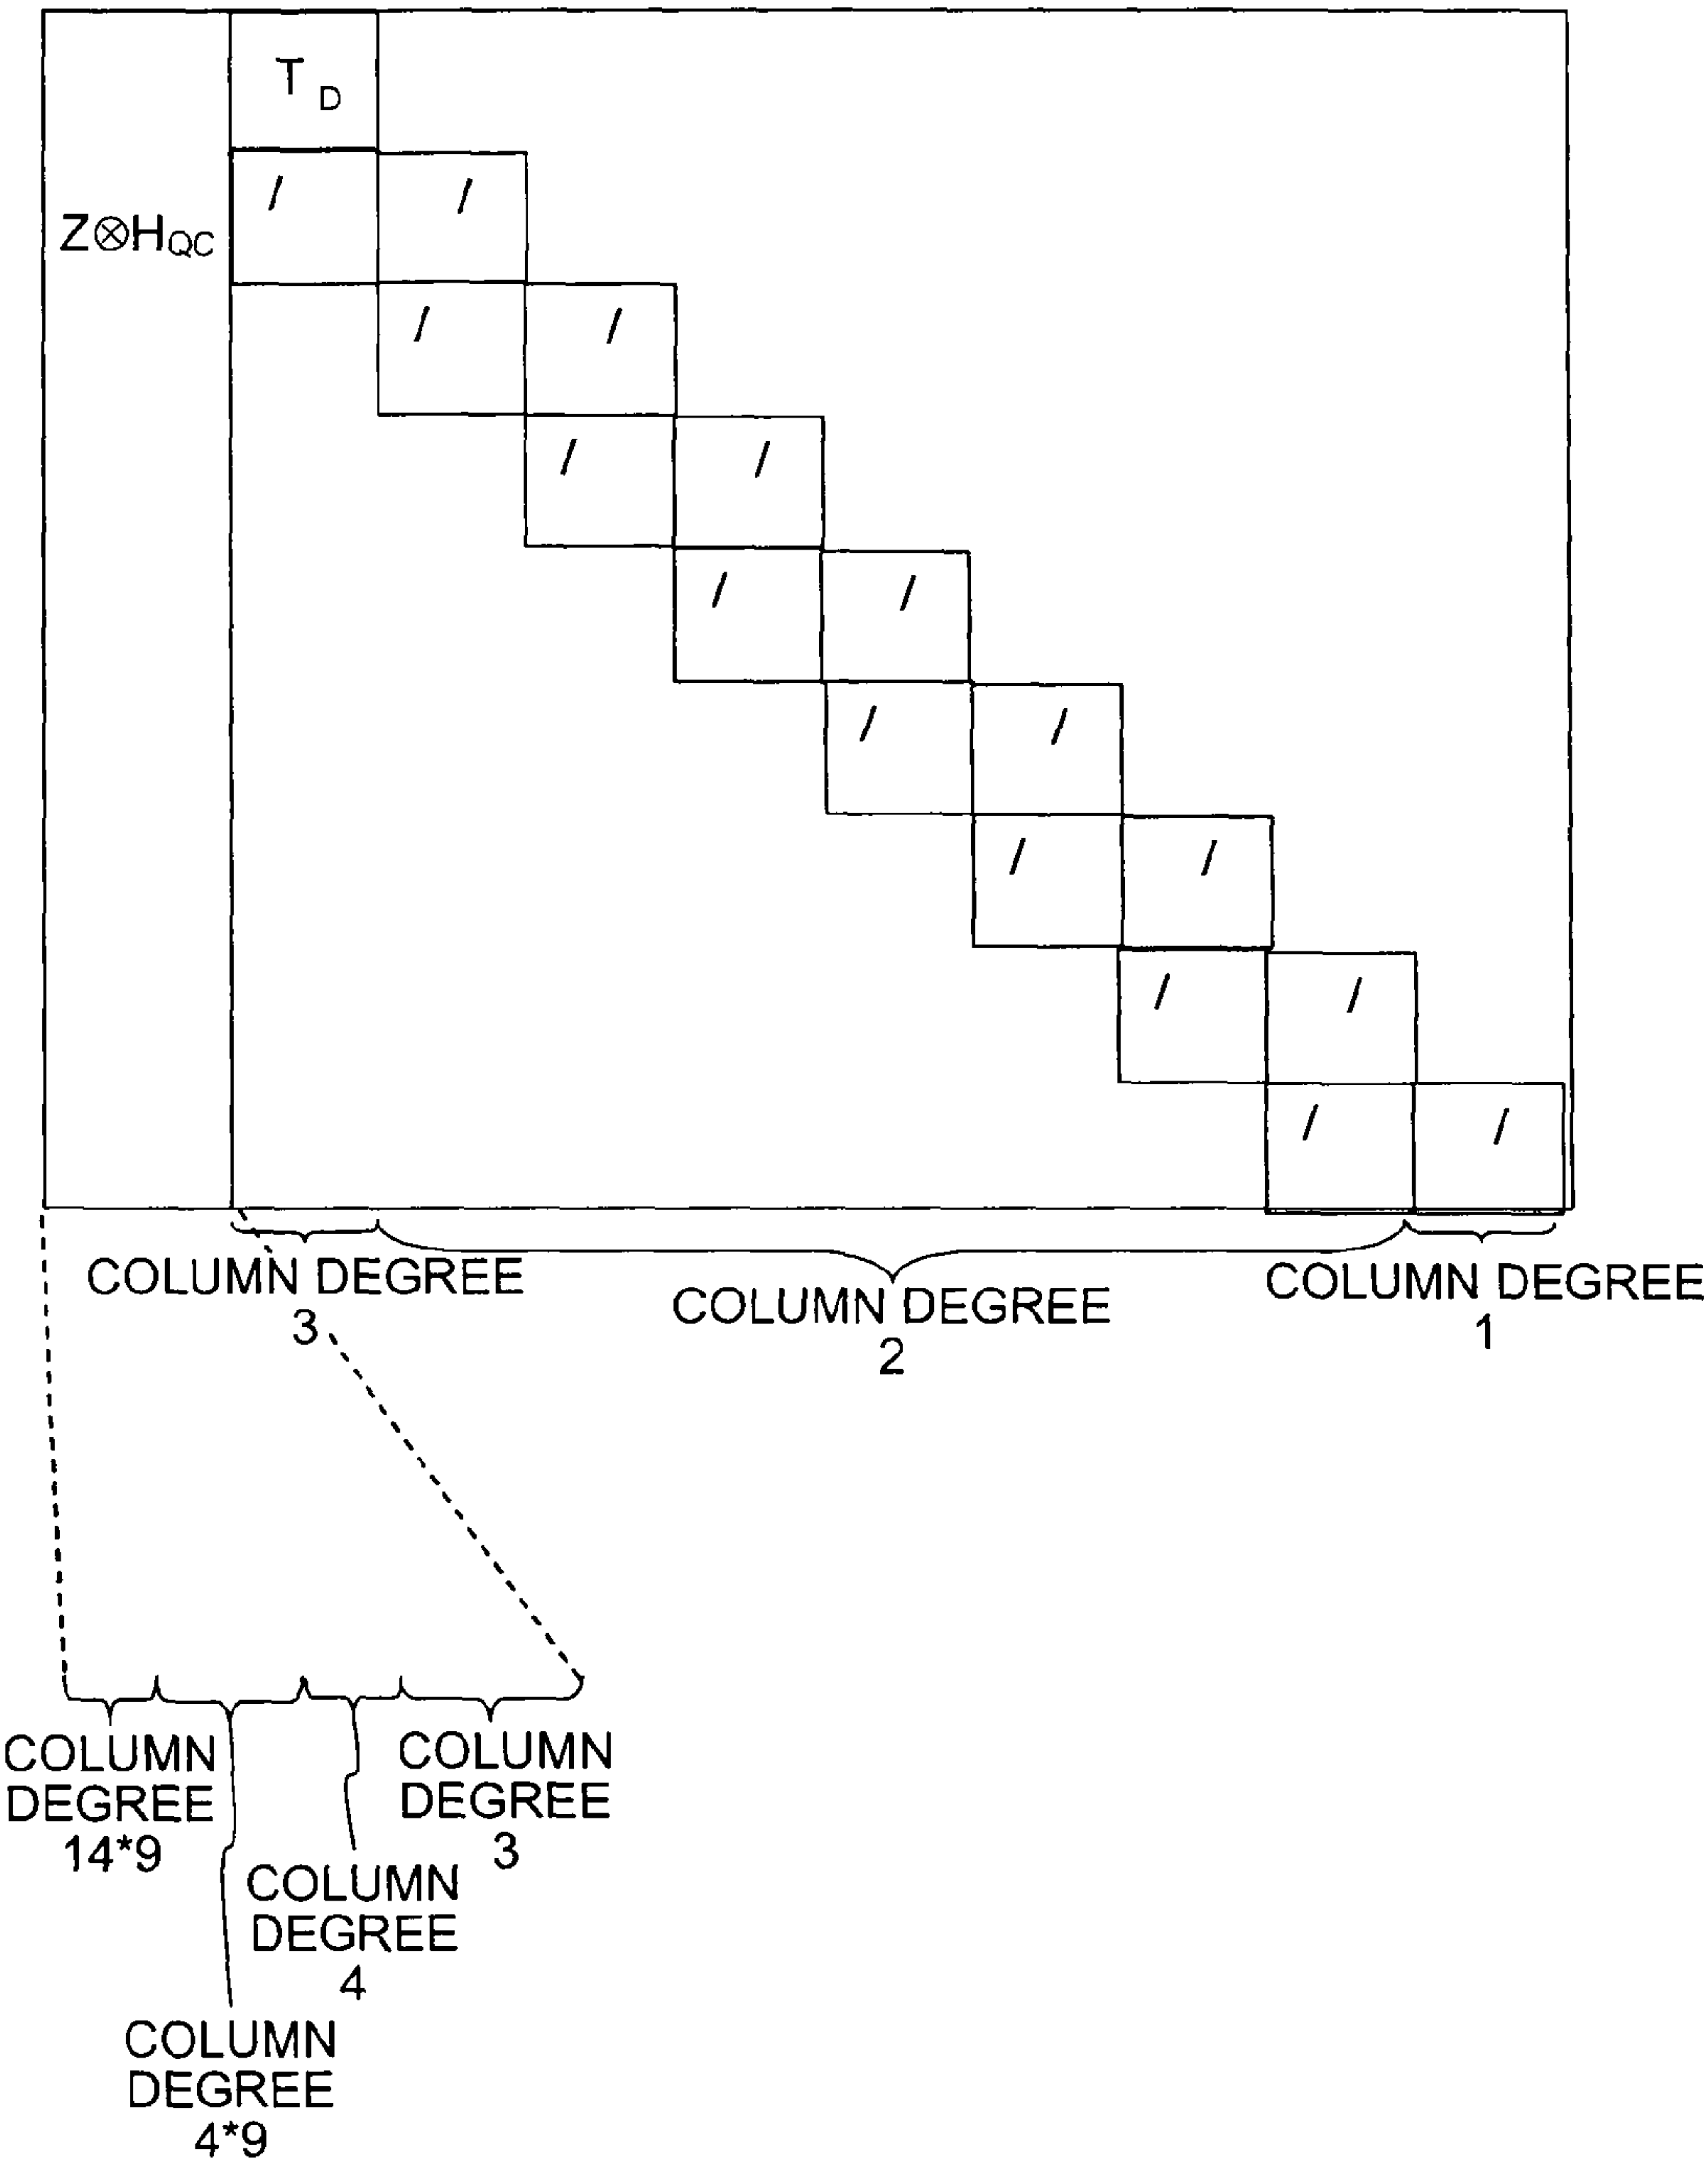 T D
I I
Z⊗HQC
I I
I I
I I
I I
I I
I I
I I
COLUMN DEGREE
3
COLUMN DEGREE
2
COLUMN DEGREE
1
COLUMN
DEGREE
14*9
COLUMN
DEGREE
4*9
COLUMN
DEGREE
4
COLUMN
DEGREE
3